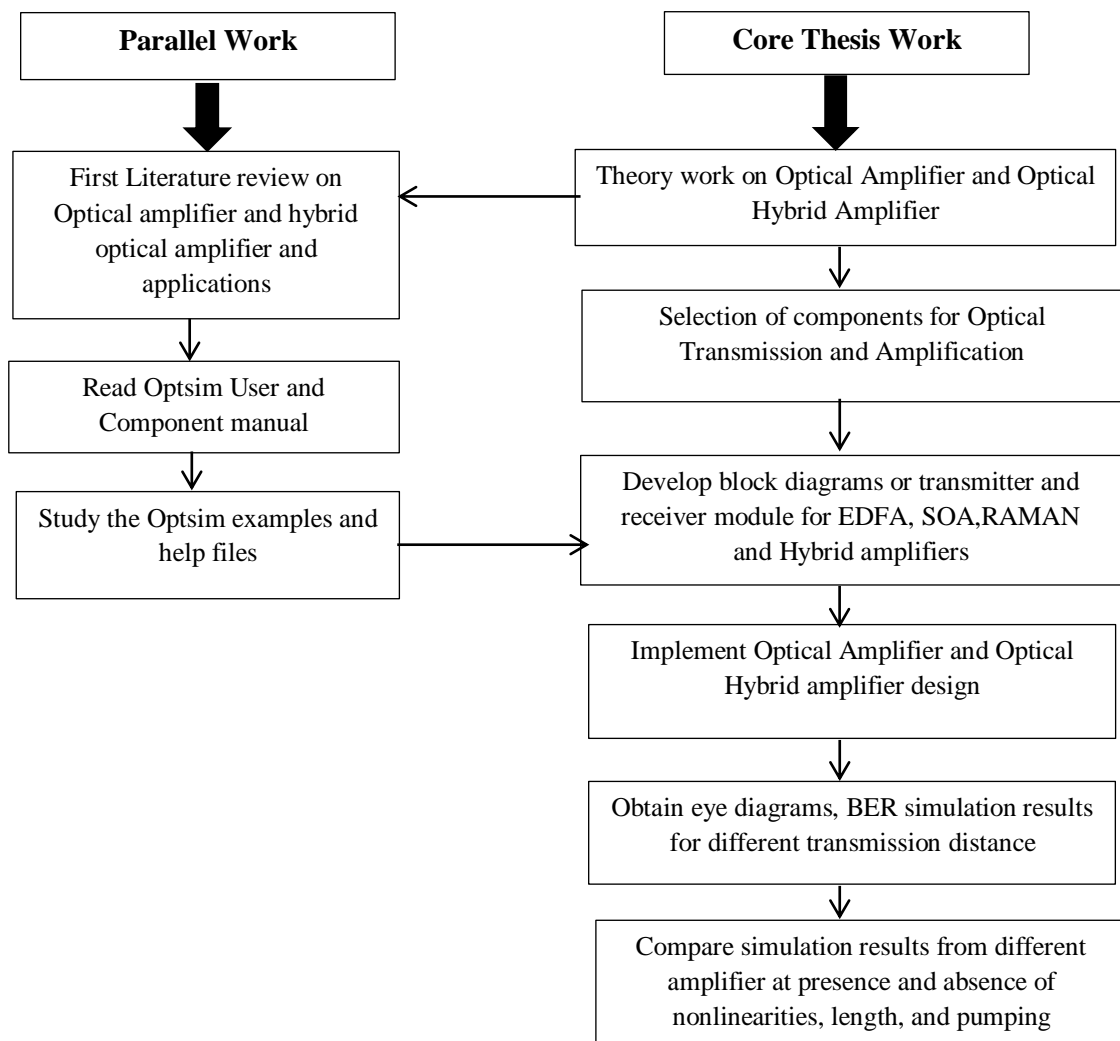 Parallel Work
Core Thesis Work
First Literature review on
Optical amplifier and hybrid
optical amplifier and
applications
Theory work on Optical Amplifier and Optical
Hybrid Amplifier
Selection of components for Optical
Transmission and Amplification
Read Optsim User and
Component manual
Study the Optsim examples and
help files
Develop block diagrams or transmitter and
receiver module for EDFA, SOA,RAMAN
and Hybrid amplifiers
Implement Optical Amplifier and Optical
Hybrid amplifier design
Obtain eye diagrams, BER simulation results
for different transmission distance
Compare simulation results from different
amplifier at presence and absence of
nonlinearities, length, and pumping